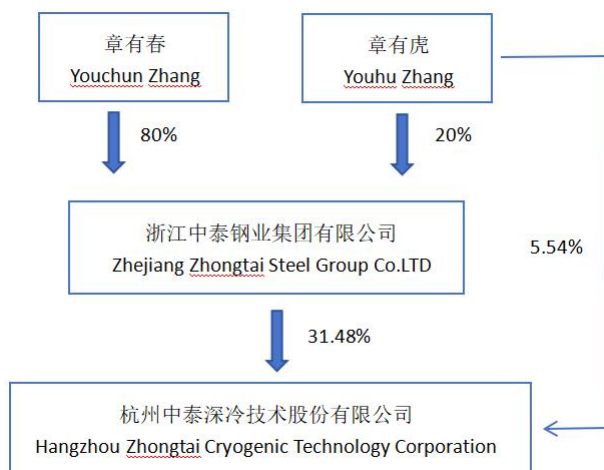 章有春
Youchun Zhang
章有虎
Youhu Zhang
80%
20%
浙江中泰钢业集团有限公司
Zhejiang Zhongtai Steel Group Co.LTD
5.54%
31.48%
杭州中泰深冷技术股份有限公司
Hangzhou Zhongtai Cryogenic Technology Corporation